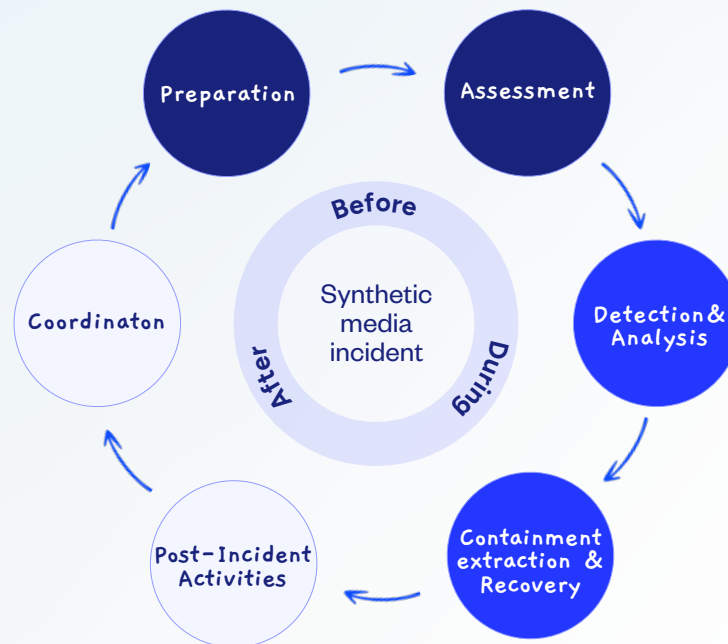 Preparation
Assessment
Before
Synthetic
media
incident
During
After
Detection&
Analysis
Containment
extraction &
Recovery
Post-Incident
Activities
Coordinaton